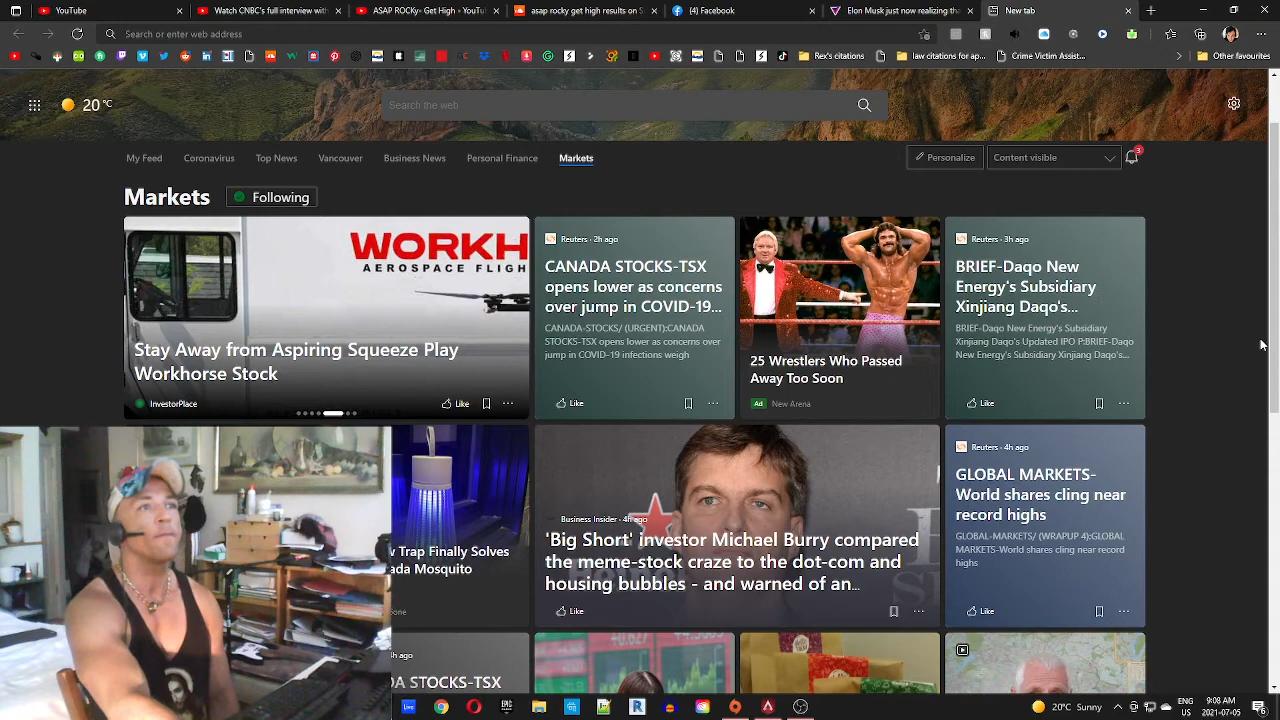 YouTube
Watch CNBC's full interview with
ASAP ROCKy- Get High • YouTub
asap rocky get high results on S
(4) Facebook
Elon Musk just now realizing
New tab
Search or enter web address
Rev's citations
law for appeal ap...
Crime Victim Assist...
Other favourites
20°C
Search the web
My Feed
Coronavirus
Top News
Vancouver
Business News
Personal Finance
Markets
Personalize
Content visible
3
Markets
Following
WORKH
AEROSPACE FLIGH
Stay Away from Aspiring Squeeze Play
Workhorse Stock
InvestorPlace
Like
Reuters · 2h ago
CANADA STOCKS-TSX
opens lower as concerns
over jump in COVID-19...
CANADA-STOCKS/ (URGENT):CANADA
STOCKS-TSX opens lower as concerns over
jump in COVID-19 infections weigh
Like
25 Wrestlers Who Passed
Away Too Soon
Ad
New Arena
Reuters · 3h ago
BRIEF-Daqo New
Energy's Subsidiary
Xinjiang Daqo's...
BRIEF-Daqo New Energy's Subsidiary
Xinjiang Daqo's Updated IPO P:BRIEF-Daqo
New Energy's Subsidiary Xinjiang Daqo's...
Like
Trap Finally Solves
ada Mosquito
one
Business Insider · 4h ago
'Big Short' investor Michael Burry compared
the meme-stock craze to the dot-com and
housing bubbles - and warned of an...
Like
Reuters · 4h ago
GLOBAL MARKETS-
World shares cling near
record highs
GLOBAL-MARKETS/ (WRAPUP 4):GLOBAL
MARKETS-World shares cling near record
highs
Like
h ago
DA STOCKS-TSX
20°C Sunny
ENG
US
9:08 AM
2021-07-05